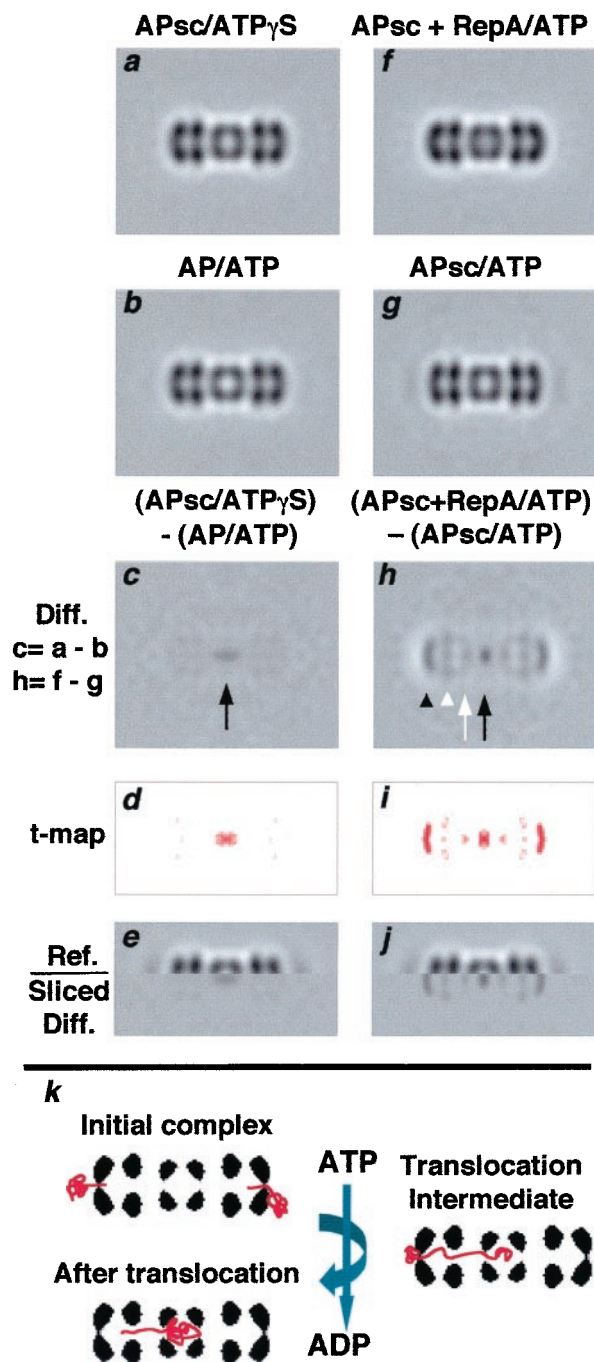 APsc/ATPγS
APsc + RepA/ATP
a
f
AP/ATP
APsc/ATP
b
g
(APsc/ATPγS)
- (AP/ATP)
(APsc+RepA/ATP)
– (APsc/ATP)
c
h
Diff.
c= a - b
h= f - g
d
i
t-map
e
j
Ref.
Sliced
Diff.
k
Initial complex
ATP
Translocation
Intermediate
After translocation
ADP